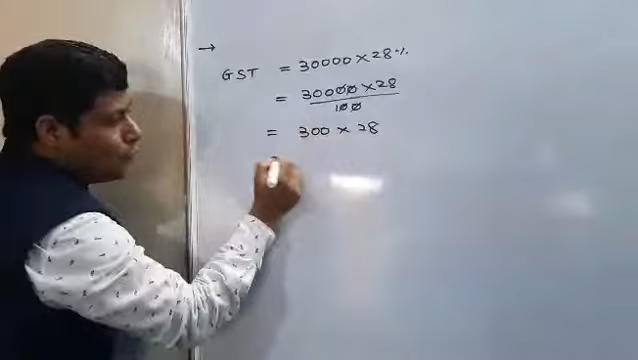 →
GST = 30000 × 28%
= 30000 × 28
100
= 300 × 28